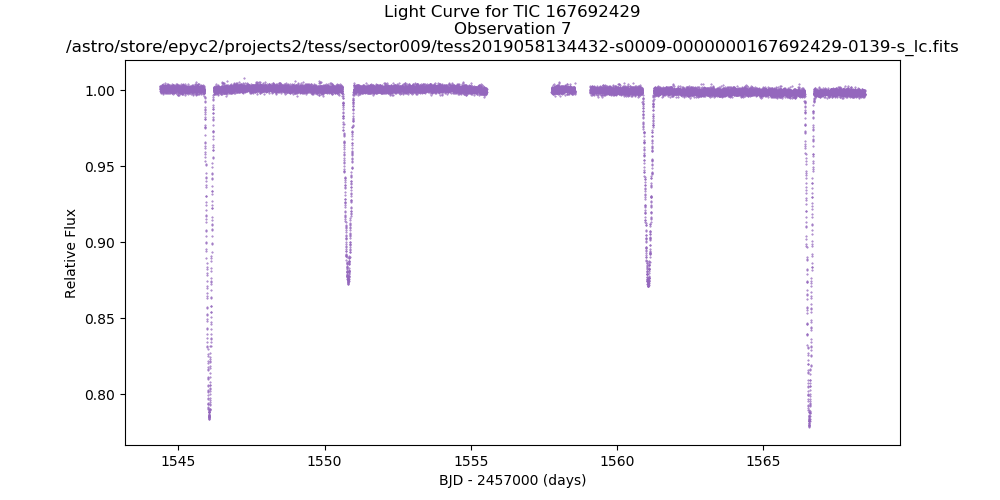 Light Curve for TIC 167692429
Observation 7
/astro/store/epyc2/projects2/tess/sector009/tess2019058134432-s0009-0000000167692429-0139-s_lc.fits
1.00
0.95
0.90
0.85
0.80
Relative Flux
1545 1550 1555 1560 1565
BJD - 2457000 (days)